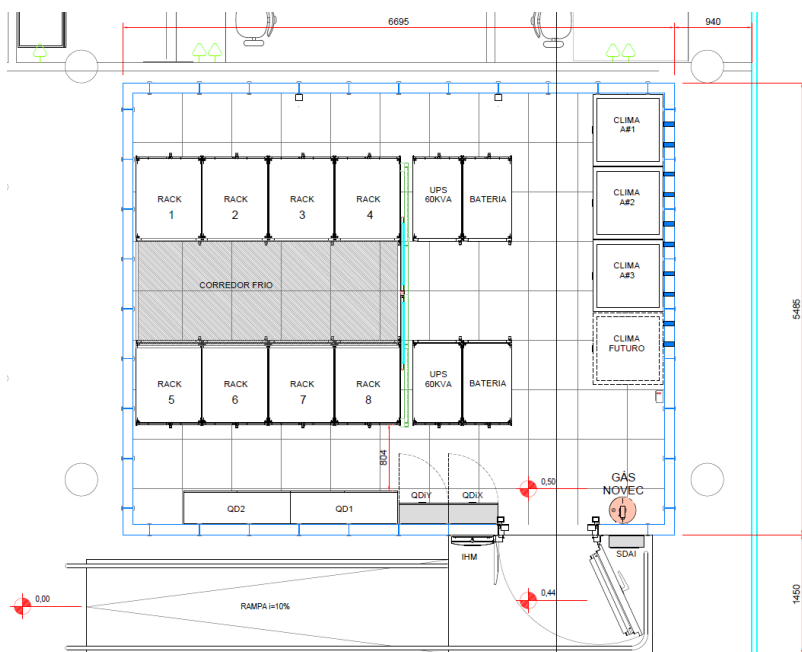 6695
940
CLIMA
A#1
RACK
1
RACK
2
RACK
3
RACK
4
UPS
60KVA
BATERIA
CLIMA
A#2
CORREDOR FRIO
CLIMA
A#3
5485
CLIMA
FUTURO
RACK
5
RACK
6
RACK
7
RACK
8
UPS
60KVA
BATERIA
804
GÁS
NOVEC
0,50
QDiY
QDiX
QD2
QD1
IHM
SDAI
0,00
RAMPA i=10%
0,44
1450